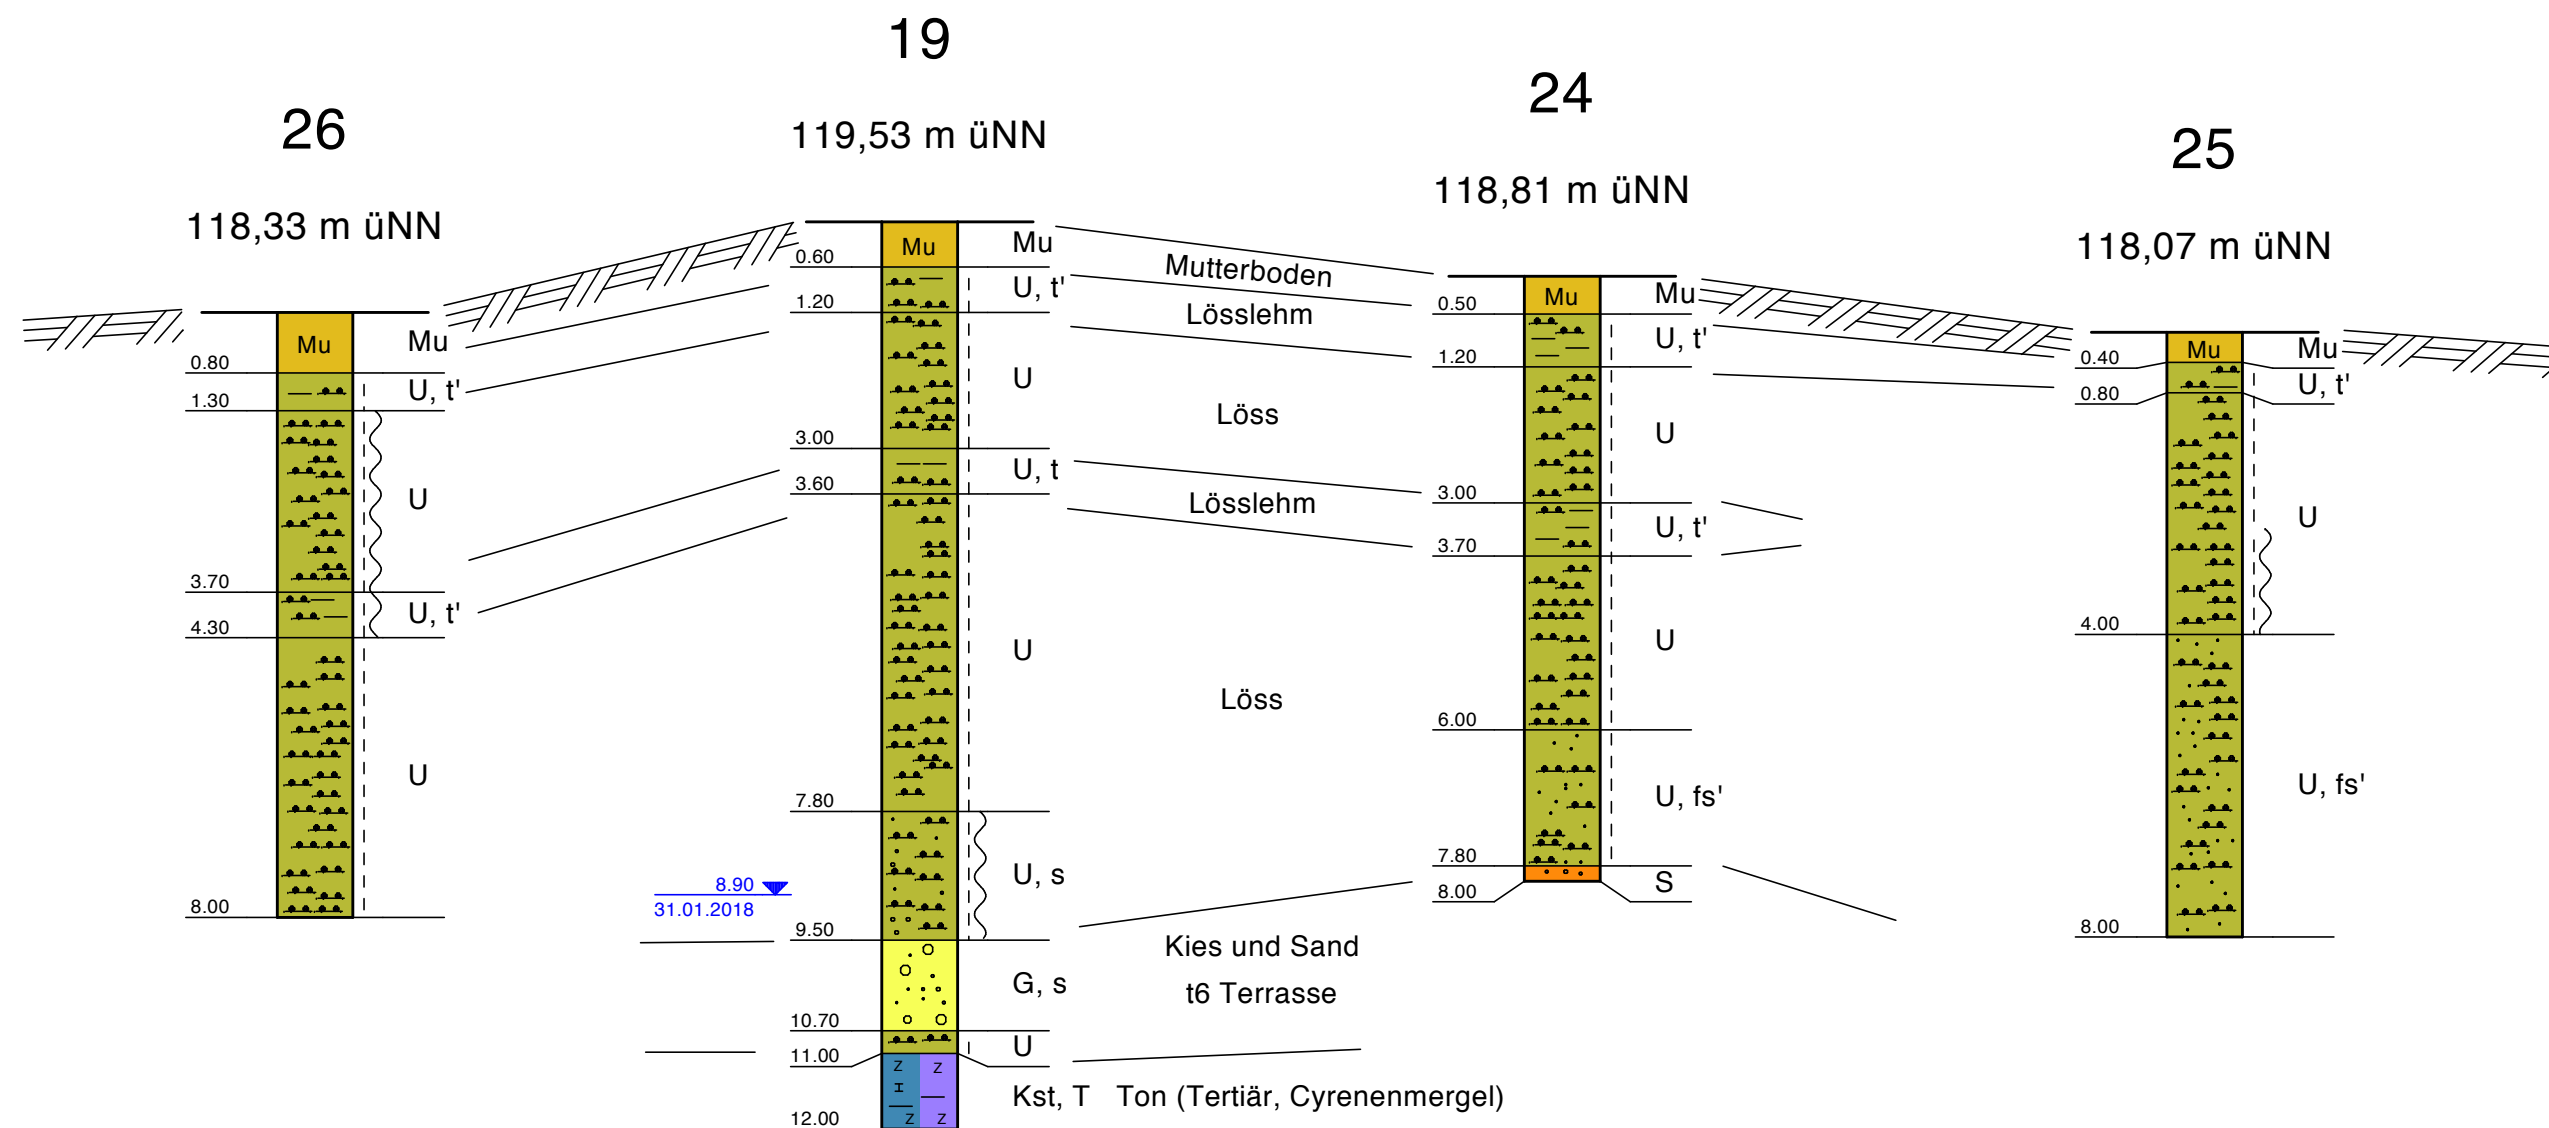 26
118,33 m üNN
Mu
Mu
0.80
U, t'
1.30
U
3.70
U, t'
4.30
U
8.00
19
119,53 m üNN
Mu
Mu
0.60
U, t'
1.20
U
3.00
U, t
3.60
U
7.80
U, s
8.90
31.01.2018
9.50
G, s
10.70
U
11.00
z z
I
Kst, T
z z
12.00
Mutterboden
Lösslehm
Löss
Lösslehm
Löss
Kies und Sand
t6 Terrasse
Ton (Tertiär, Cyrenenmergel)
24
118,81 m üNN
Mu
Mu
0.50
U, t'
1.20
U
3.00
U, t'
3.70
U
6.00
U, fs'
7.80
S
8.00
25
118,07 m üNN
Mu
Mu
0.40
U, t'
0.80
U
4.00
U, fs'
8.00